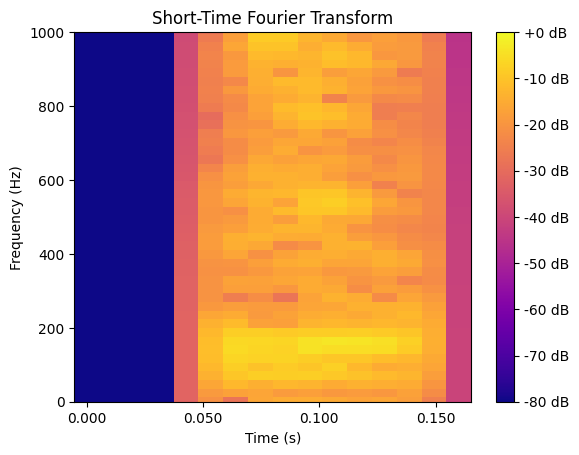 Short-Time Fourier Transform
1000
800
600
400
200
0
Frequency (Hz)
0.000
0.050
0.100
0.150
Time (s)
+0 dB
-10 dB
-20 dB
-30 dB
-40 dB
-50 dB
-60 dB
-70 dB
-80 dB